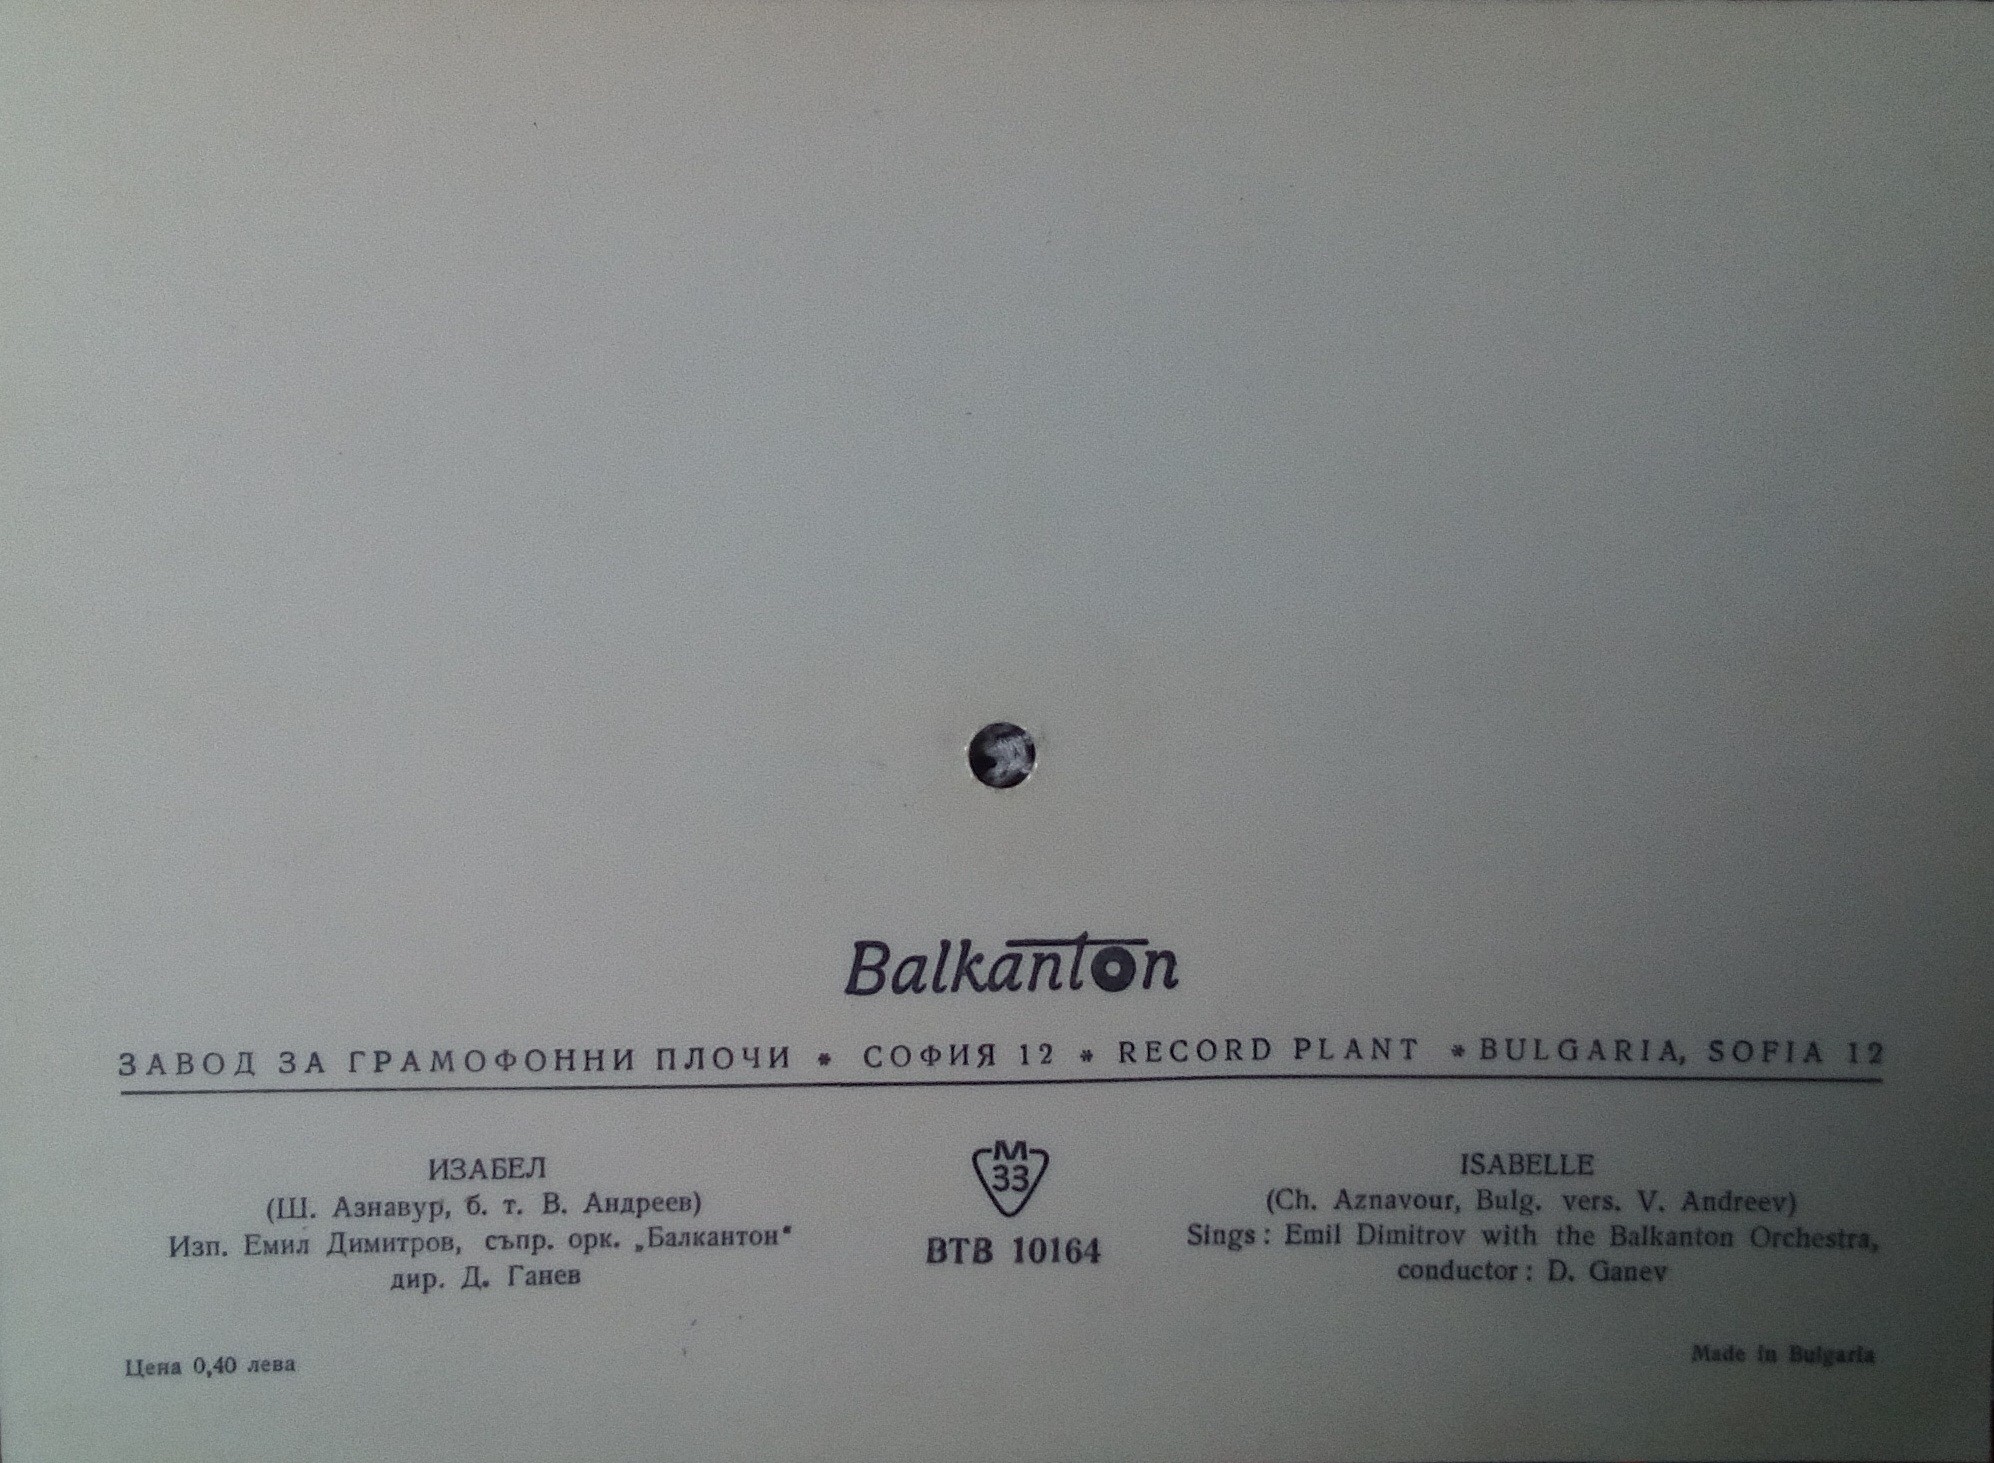 Balkanton
ЗАВОД ЗА ГРАМОФОННИ ПЛОЧИ * СОФИЯ 12 * RECORD PLANT * BULGARIA, SOFIA 12
ИЗАБЕЛ
(Ш. Азнавур, б. т. В. Андреев)
Изп. Емил Димитров, съпр. орк. „Балкантон“
дир. Д. Ганев
М
33
ВТВ 10164
ISABELLE
(Ch. Aznavour, Bulg. vers. V. Andreev)
Sings: Emil Dimitrov with the Balkanton Orchestra,
conductor: D. Ganev
Цена 0,40 лева
Made in Bulgaria